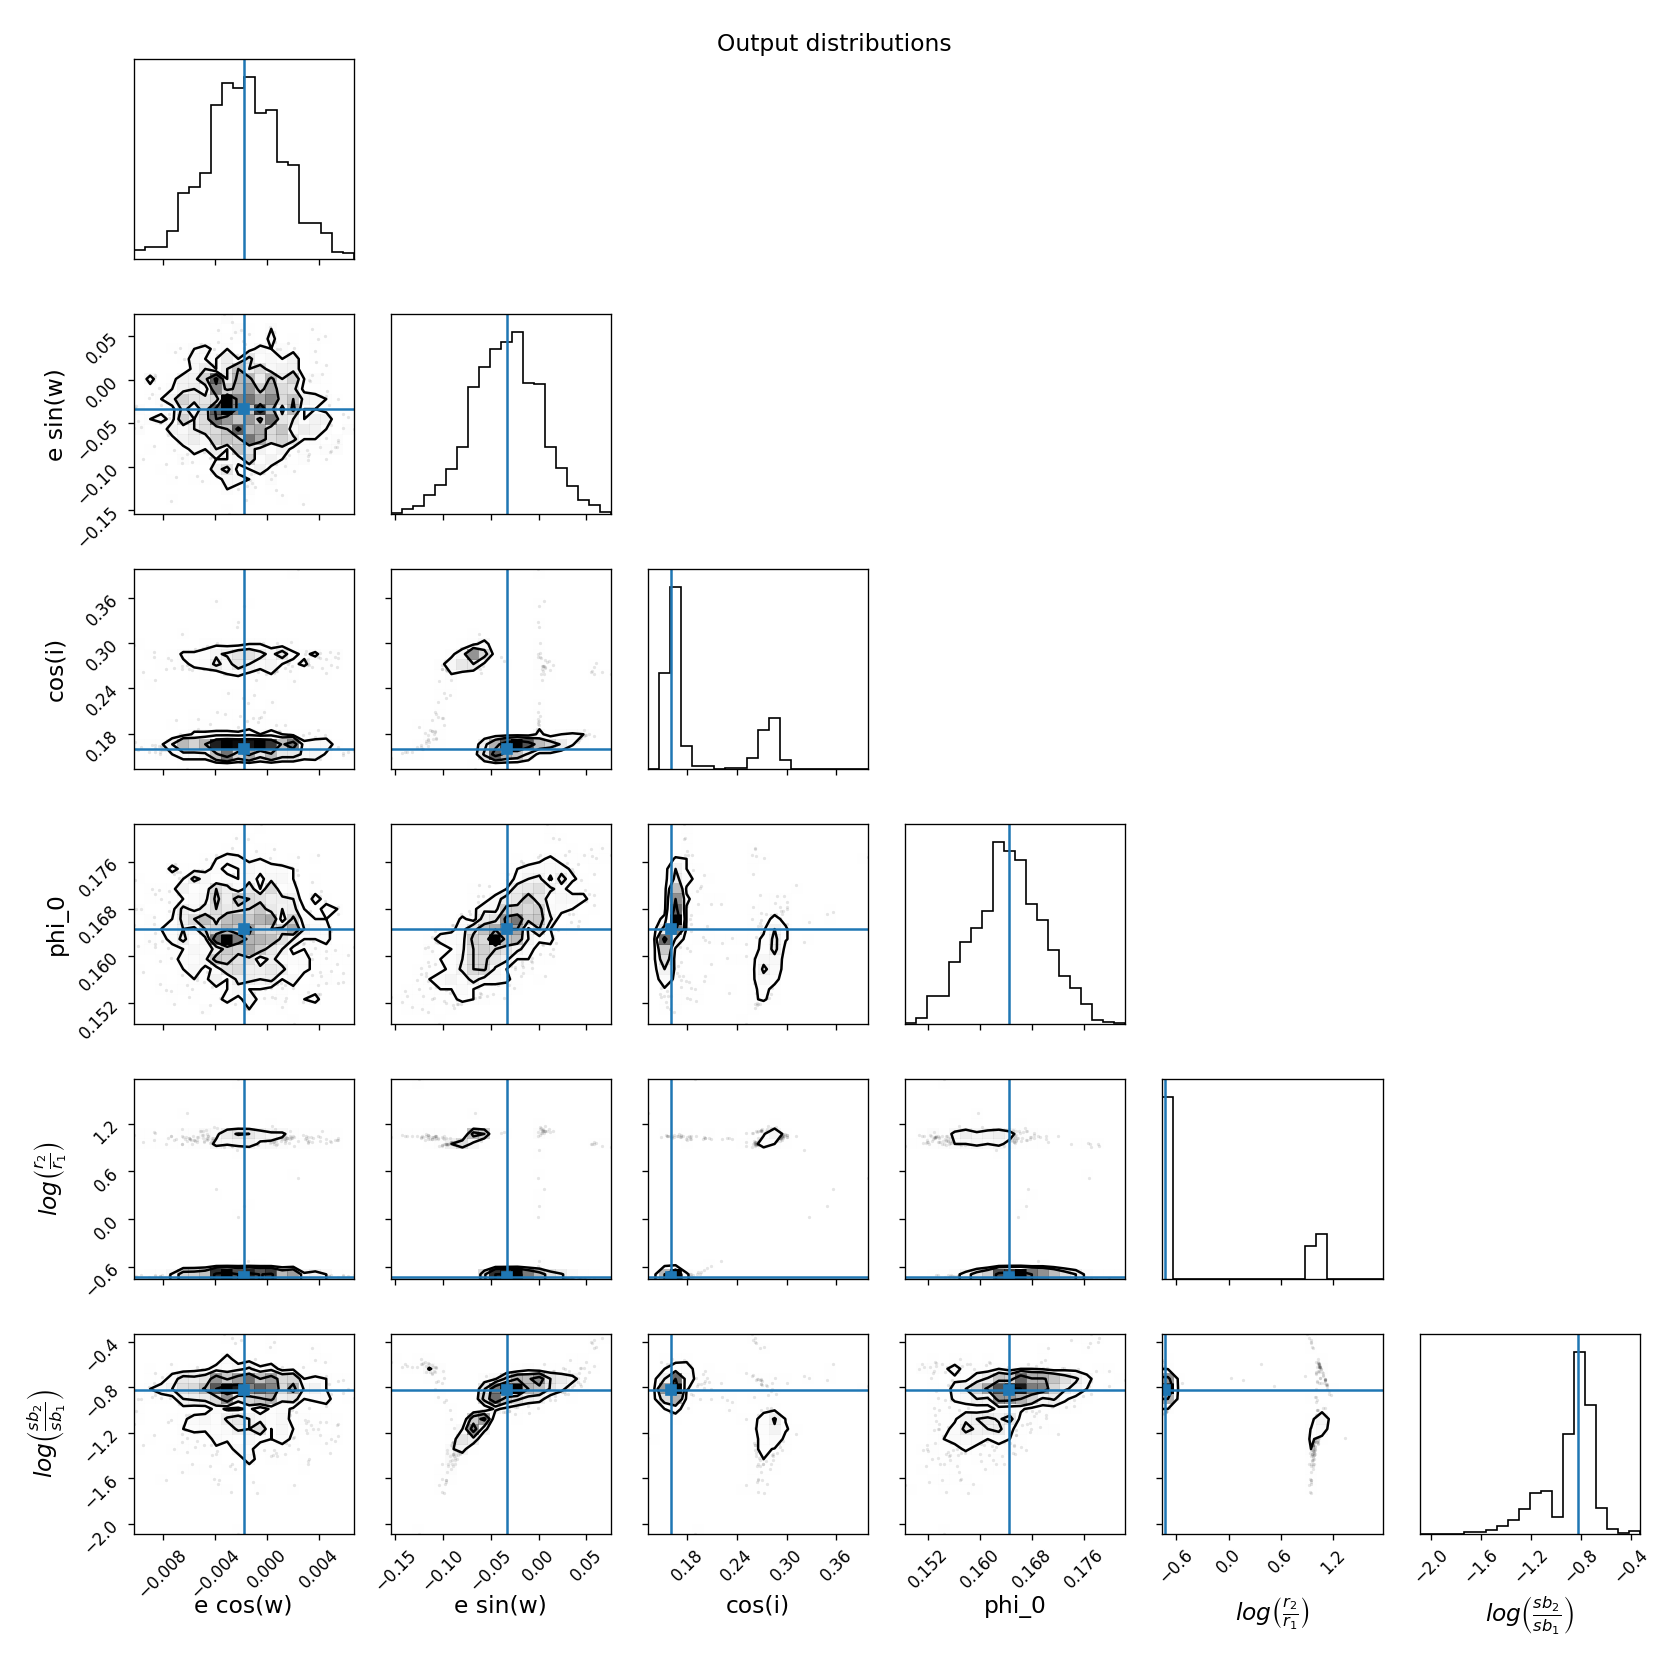 Output distributions
0.05
0.00
−0.05
−0.10
−0.15
e sin(w)
0.36
0.30
0.24
0.18
cos(i)
0.176
0.168
0.160
0.152
phi_0
1.2
0.6
0.0
−0.6
log(r₂/r₁)
−0.4
−0.8
−1.2
−1.6
−2.0
log(sb₂/sb₁)
−0.008 −0.004 0.000 0.004 −0.15 −0.10 −0.05 0.00 0.05 0.18 0.24 0.30 0.36 0.152 0.160 0.168 0.176 −0.6 0.0 0.6 1.2 −2.0 −1.6 −1.2 −0.8 −0.4
e cos(w) e sin(w) cos(i) phi_0 log(r₂/r₁) log(sb₂/sb₁)